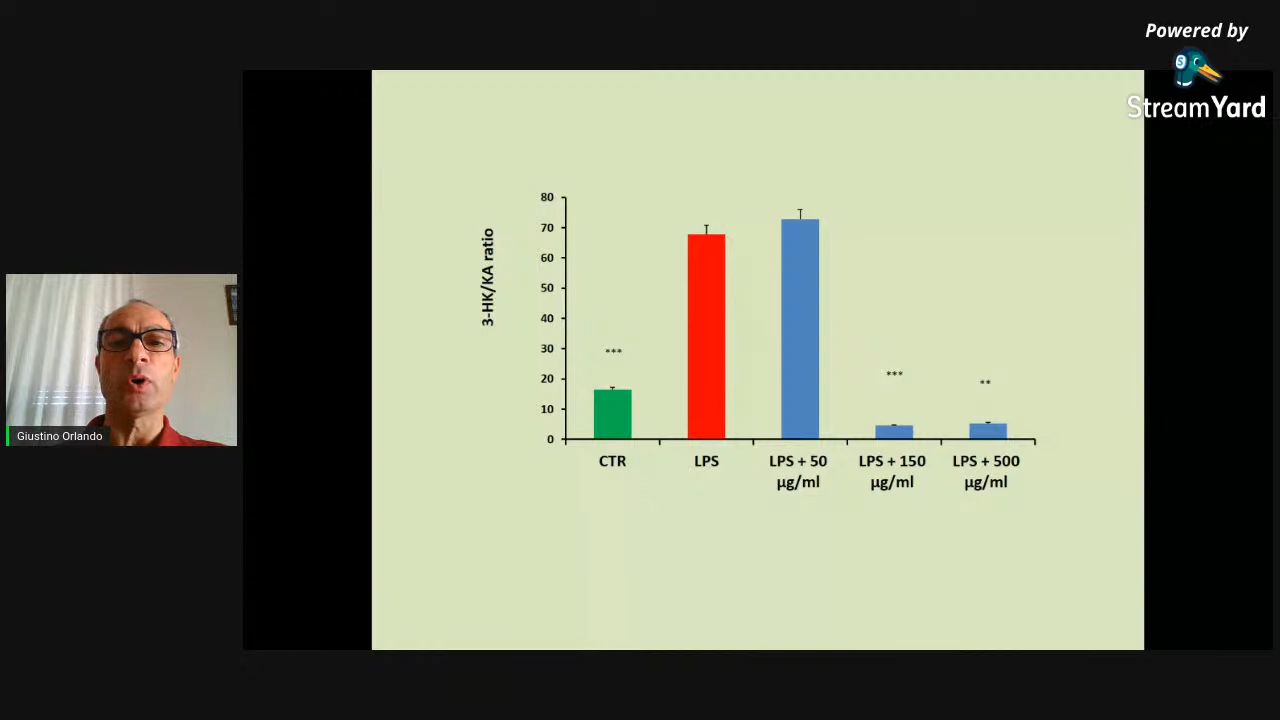 Powered by
StreamYard
80
70
60
50
40
30
20
10
0
3-HK/KA ratio
***
***
**
CTR
LPS
LPS + 50
µg/ml
LPS + 150
µg/ml
LPS + 500
µg/ml
Giustino Orlando